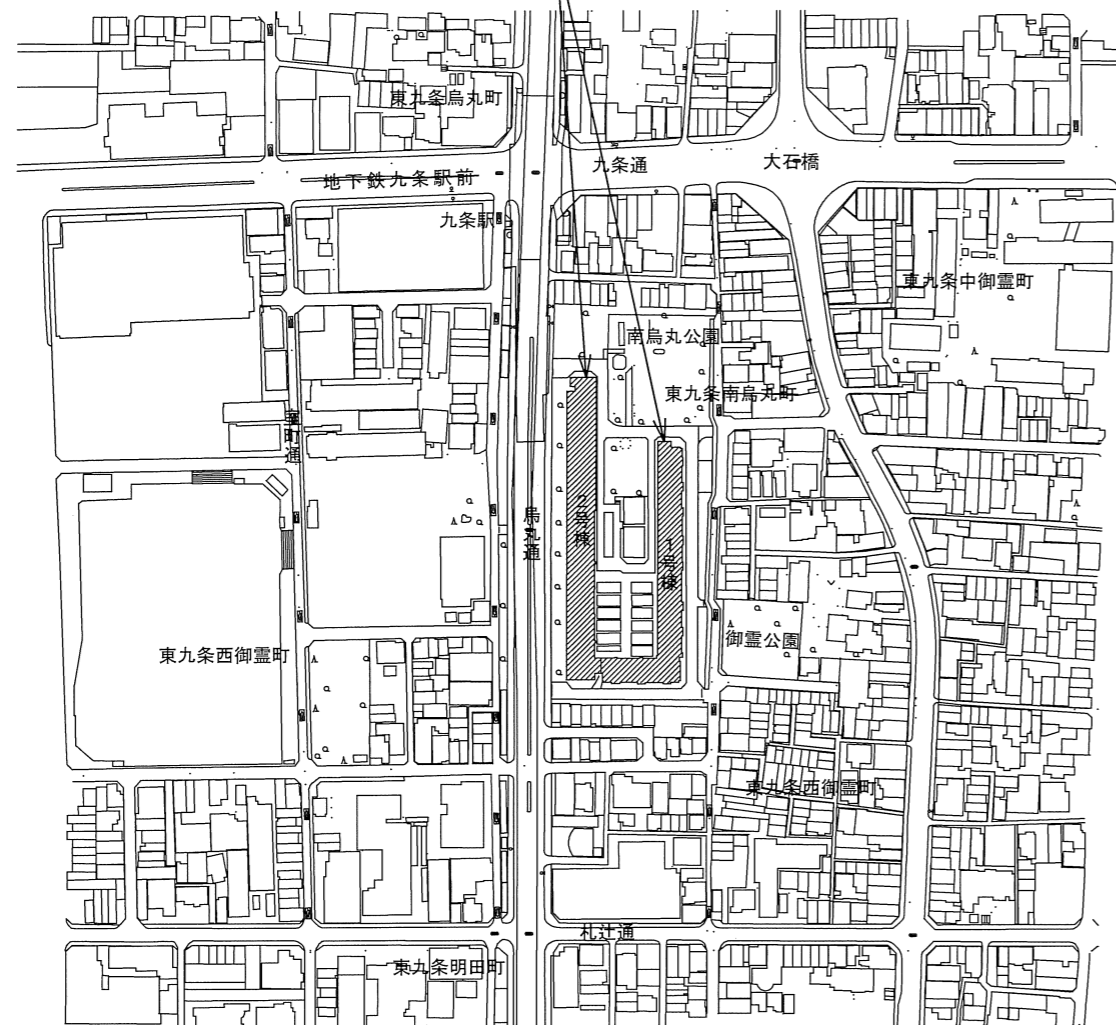 東九条烏丸町
九条通
大石橋
地下鉄九条駅前
九条駅
東九条中御霊町
南烏丸公園
東九条南烏丸町
室町通
烏丸通
2号棟
1号棟
御霊公園
東九条西御霊町
東九条西御霊町
札辻通
東九条明田町